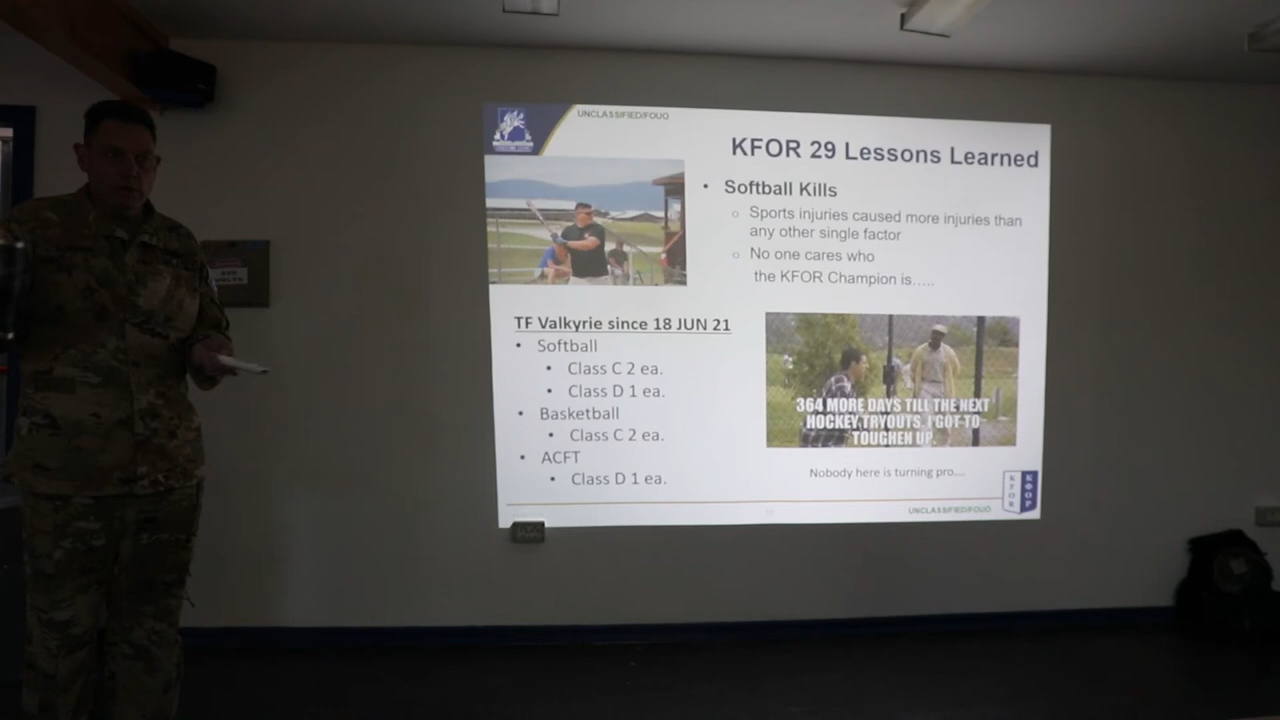 UNCLASSIFIED/FOUO
KFOR 29 Lessons Learned
• Softball Kills
o Sports injuries caused more injuries than
any other single factor
o No one cares who
the KFOR Champion is…..
TF Valkyrie since 18 JUN 21
• Softball
• Class C 2 ea.
• Class D 1 ea.
• Basketball
• Class C 2 ea.
• ACFT
• Class D 1 ea.
364 MORE DAYS TILL THE NEXT
HOCKEY TRYOUTS. I GOT TO
TOUGHEN UP.
Nobody here is turning pro....
UNCLASSIFIED/FOUO
KFOR
КФОР